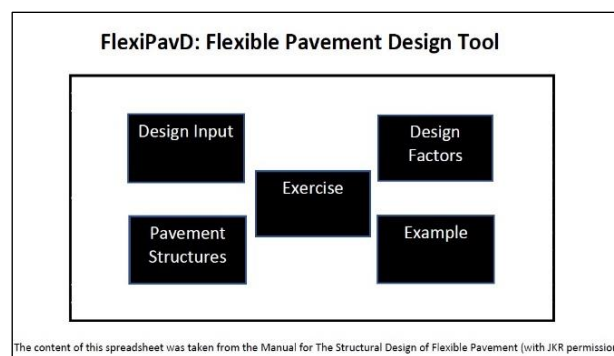 FlexiPavD: Flexible Pavement Design Tool
Design Input
Design
Factors
Exercise
Pavement
Structures
Example
The content of this spreadsheet was taken from the Manual for The Structural Design of Flexible Pavement (with JKR permission